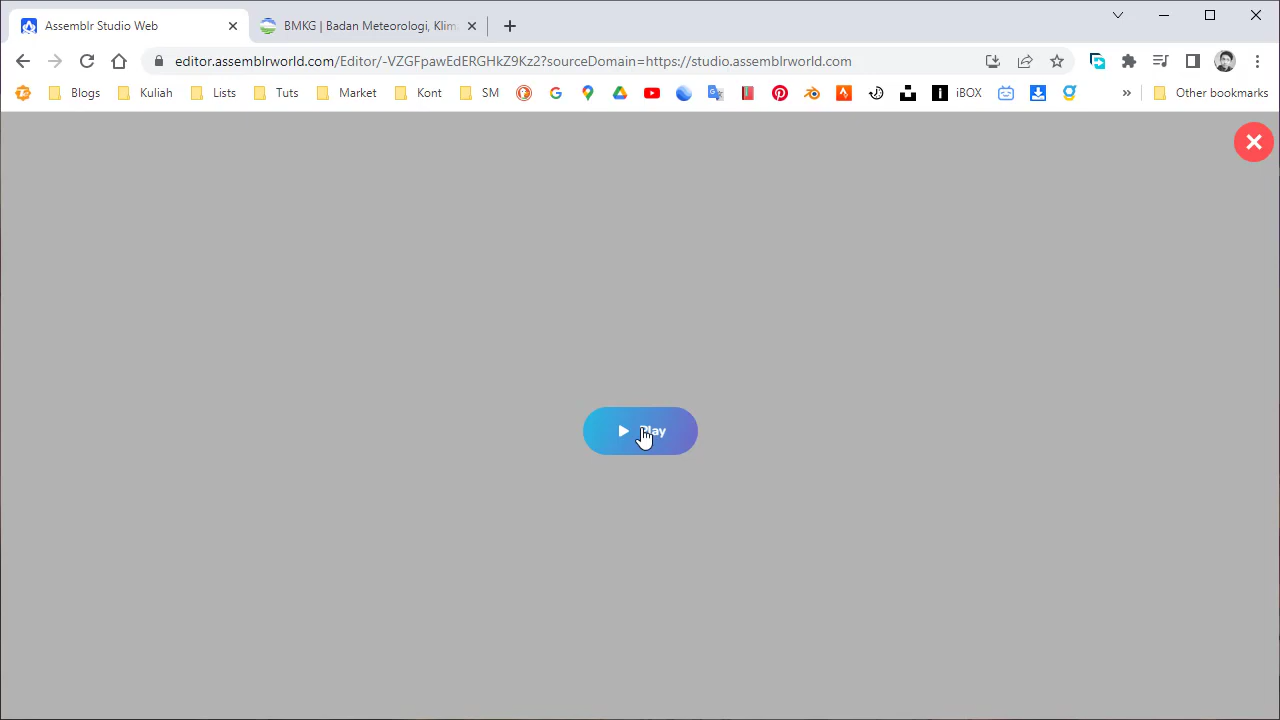 Assemblr Studio Web
BMKG | Badan Meteorologi, Klim
editor.assemblrworld.com/Editor/-VZGFpawEdERGHkZ9Kz2?sourceDomain=https://studio.assemblrworld.com
Blogs
Kuliah
Lists
Tuts
Market
Kont
SM
iBOX
»
Other bookmarks
Play